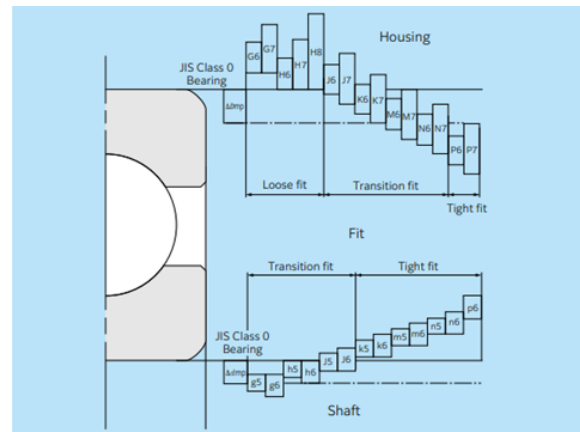 Housing
JIS Class 0
Bearing
ΔDmp
G6
G7
H6
H7
H8
J6
J7
K6
K7
M6
M7
N6
N7
P6
P7
Loose fit
Transition fit
Tight fit
Fit
Transition fit
Tight fit
JIS Class 0
Bearing
Δdmp
g5
g6
h5
h6
J5
J6
k5
k6
m5
m6
n5
n6
p6
Shaft